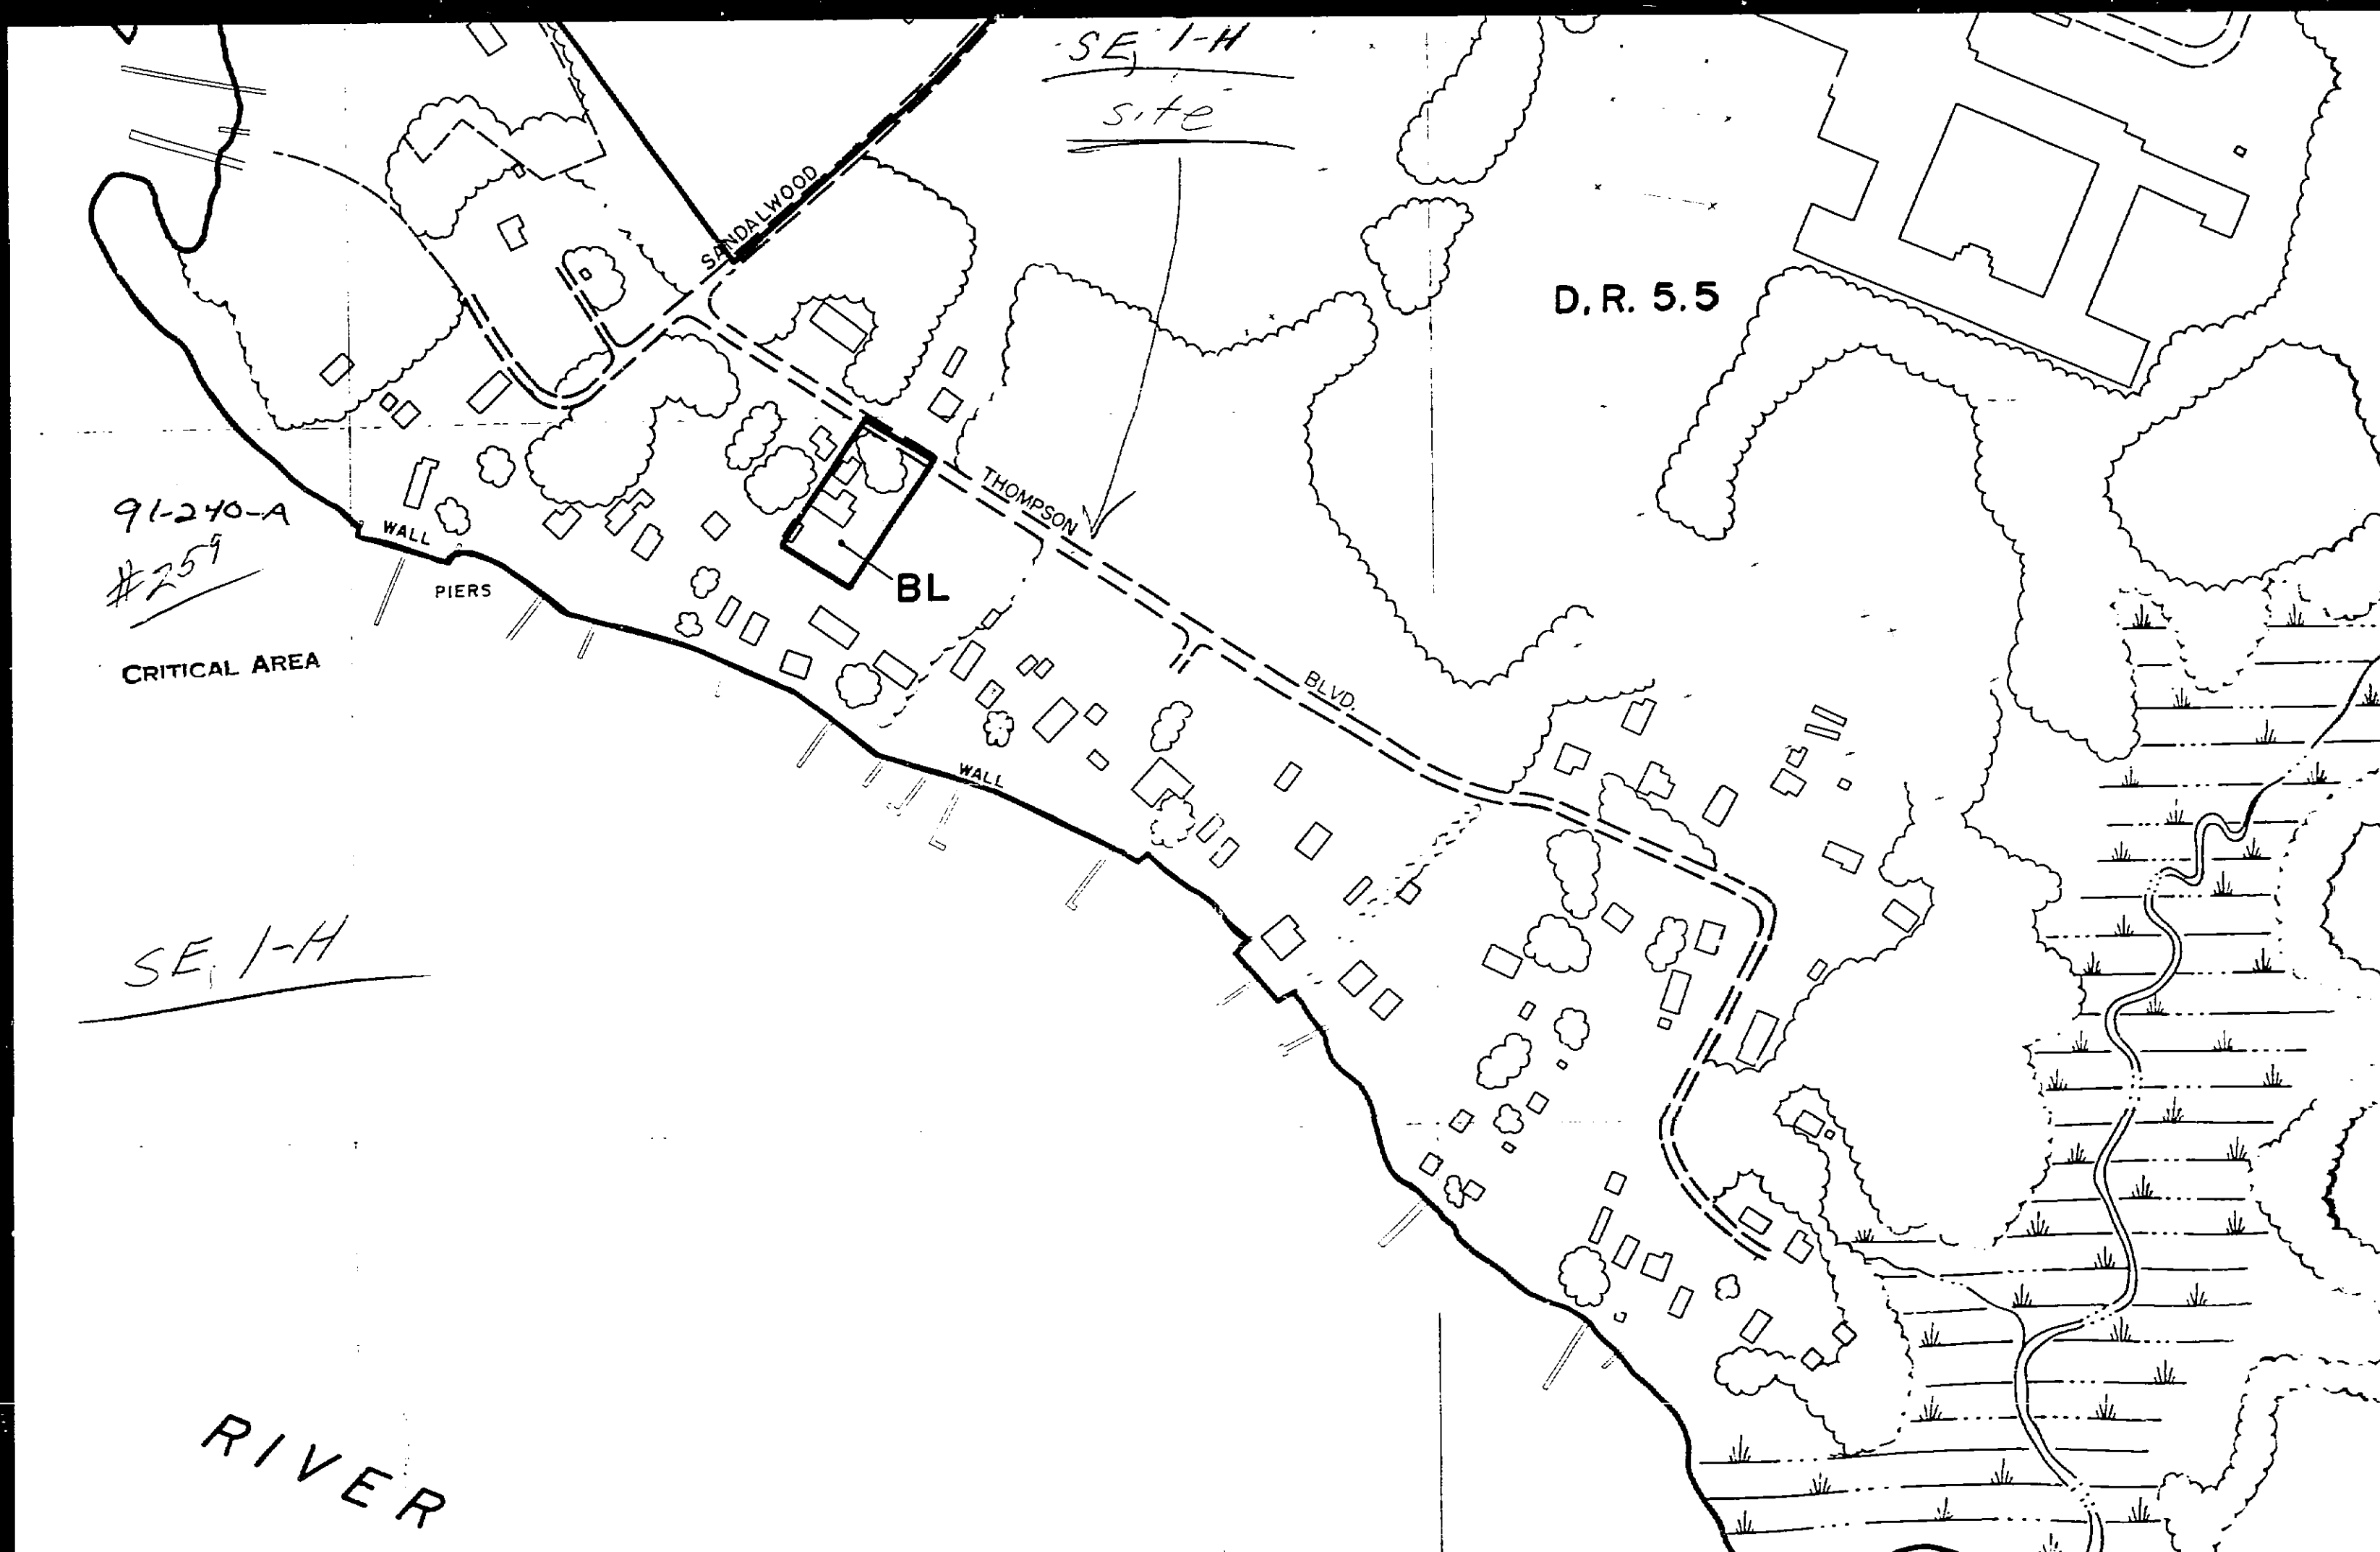 SE, 1-H
site
SANDALWOOD
D.R. 5.5
THOMPSON
91-240-A
WALL
#259
BL
PIERS
CRITICAL AREA
BLVD.
WALL
SE, 1-H
RIVER